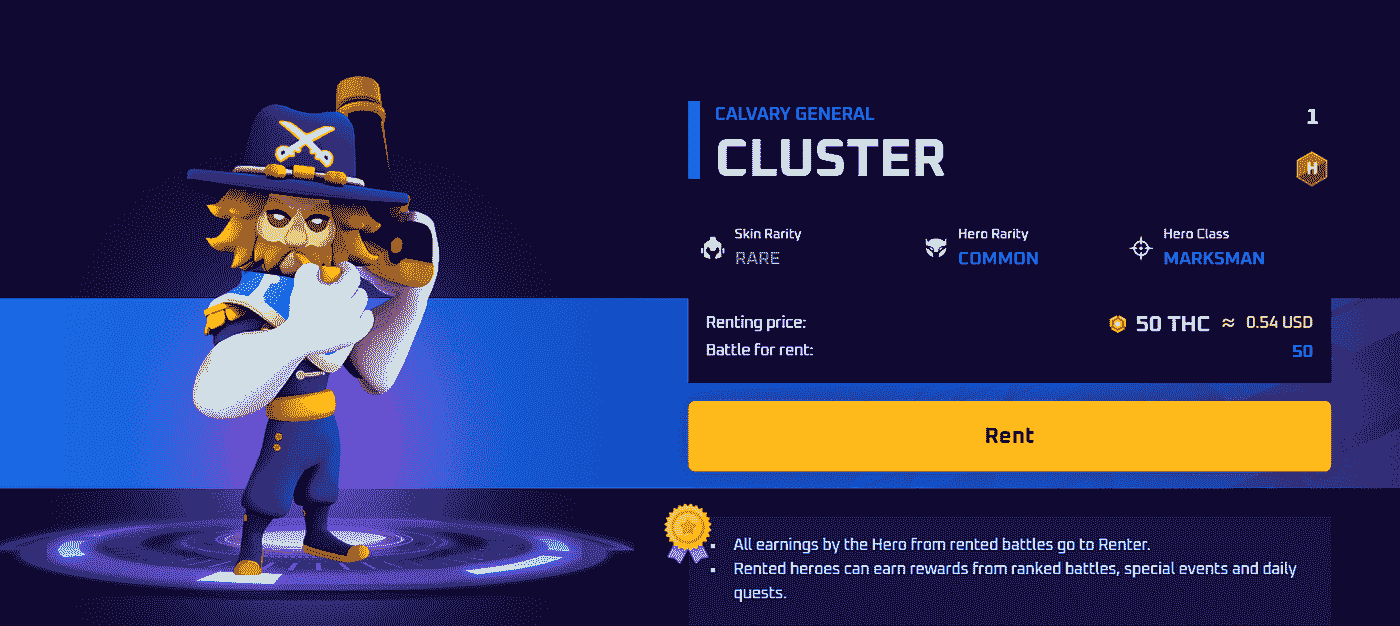 CALVARY GENERAL
1
CLUSTER
H
Skin Rarity
RARE
Hero Rarity
COMMON
Hero Class
MARKSMAN
Renting price:
50 THC ≈ 0.54 USD
Battle for rent:
50
Rent
All earnings by the Hero from rented battles go to Renter.
Rented heroes can earn rewards from ranked battles, special events and daily
quests.